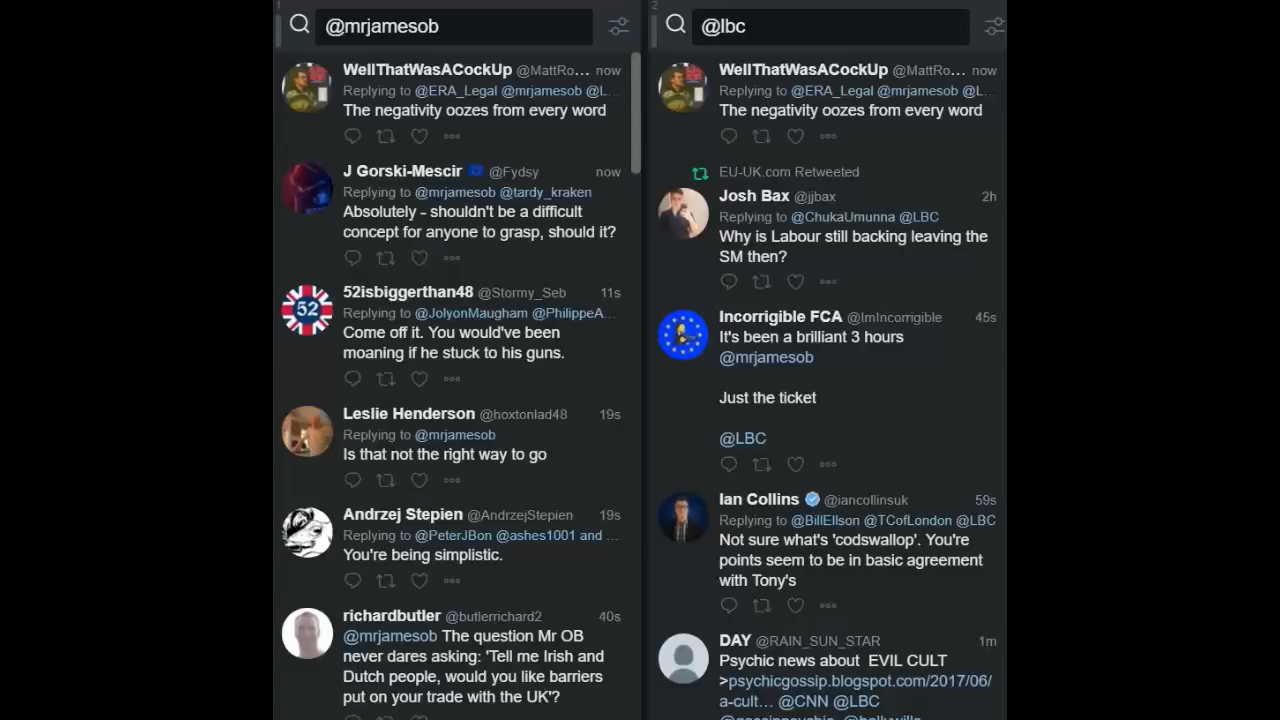 1
@mrjamesob
WellThatWasACockUp @MattRo... now
Replying to @ERA_Legal @mrjamesob @L...
The negativity oozes from every word
J Gorski-Mescir @Fydsy now
Replying to @mrjamesob @tardy_kraken
Absolutely - shouldn't be a difficult
concept for anyone to grasp, should it?
52isbiggerthan48 @Stormy_Seb 11s
52
Replying to @JolyonMaugham @PhilippeA...
Come off it. You would've been
moaning if he stuck to his guns.
Leslie Henderson @hoxtonlad48 19s
Replying to @mrjamesob
Is that not the right way to go
Andrzej Stepien @AndrzejStepien 19s
Replying to @PeterJBon @ashes1001 and ...
You're being simplistic.
richardbutler @butlerrichard2 40s
@mrjamesob The question Mr OB
never dares asking: 'Tell me Irish and
Dutch people, would you like barriers
put on your trade with the UK'?
2
@lbc
WellThatWasACockUp @MattRo... now
Replying to @ERA_Legal @mrjamesob @L...
The negativity oozes from every word
EU-UK.com Retweeted
Josh Bax @jjbax 2h
Replying to @ChukaUmunna @LBC
Why is Labour still backing leaving the
SM then?
Incorrigible FCA @ImIncorrigible 45s
It's been a brilliant 3 hours
@mrjamesob
Just the ticket
@LBC
Ian Collins @iancollinsuk 59s
Replying to @BillEllson @TCofLondon @LBC
Not sure what's 'codswallop'. You're
points seem to be in basic agreement
with Tony's
DAY @RAIN_SUN_STAR 1m
Psychic news about EVIL CULT
>psychicgossip.blogspot.com/2017/06/
a-cult... @CNN @LBC